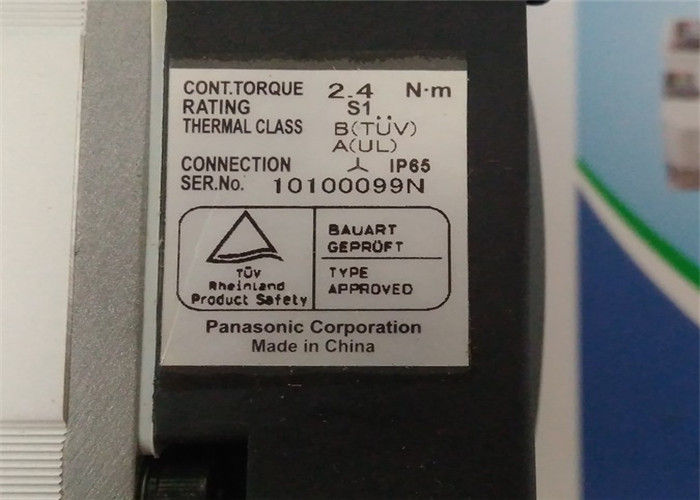 CONT.TORQUE 2.4 N·m
RATING S1
THERMAL CLASS B(TÜV)
A(UL)
CONNECTION IP65
SER.No. 10100099N
BAUART
GEPRÜFT
TÜV
Rheinland
Product Safety
TYPE
APPROVED
Panasonic Corporation
Made in China